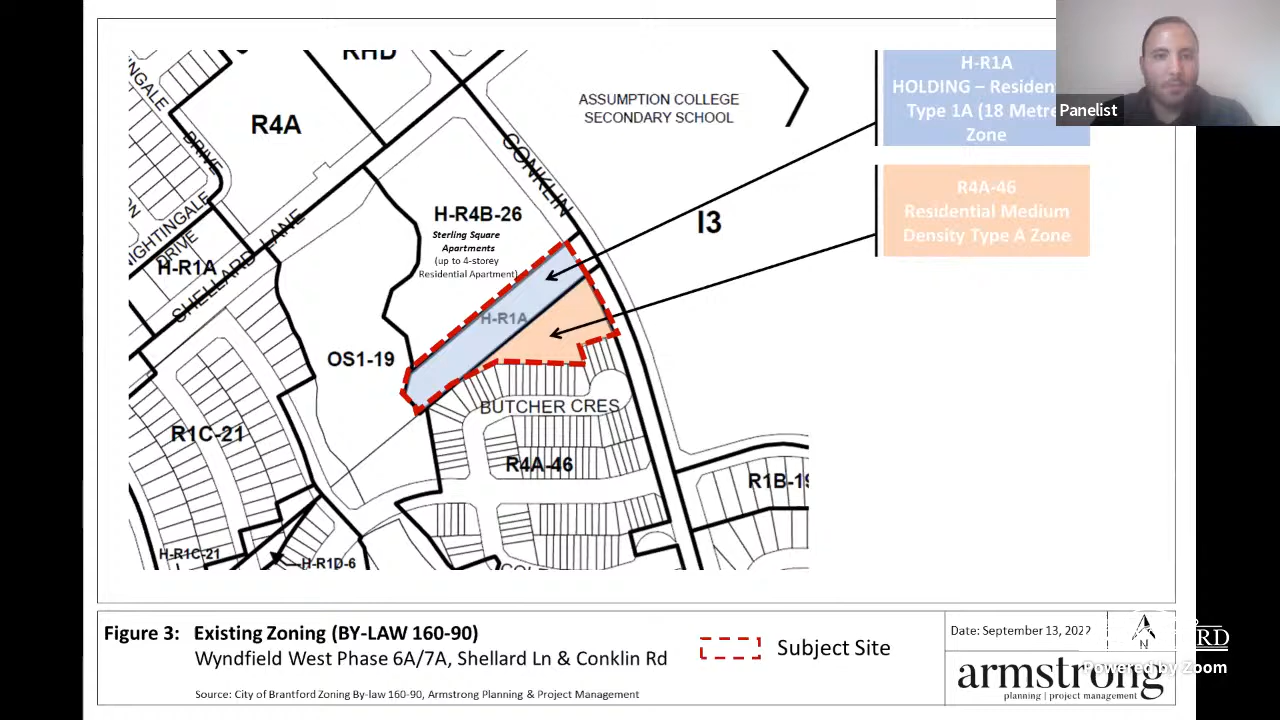 RHD
R4A
NGALE
DRIVE
ASSUMPTION COLLEGE
SECONDARY SCHOOL
CONKLIN
H-R1A
HOLDING – Resident
Type 1A (18 Metre
Zone
Panelist
R4A-46
Residential Medium
Density Type A Zone
NIGHTINGALE
DRIVE
H-R1A
SHELLARD LANE
H-R4B-26
Sterling Square
Apartments
(up to 4-storey
Residential Apartment)
I3
H-R1A
OS1-19
BUTCHER CRES
R1C-21
R4A-46
R1B-19
H-R1C-21
H-R1D-6
Figure 3: Existing Zoning (BY-LAW 160-90)
Wyndfield West Phase 6A/7A, Shellard Ln & Conklin Rd
Source: City of Brantford Zoning By-law 160-90, Armstrong Planning & Project Management
Subject Site
Date: September 13, 202?
N
RD
Powered by Zoom
armstrong
planning | project management